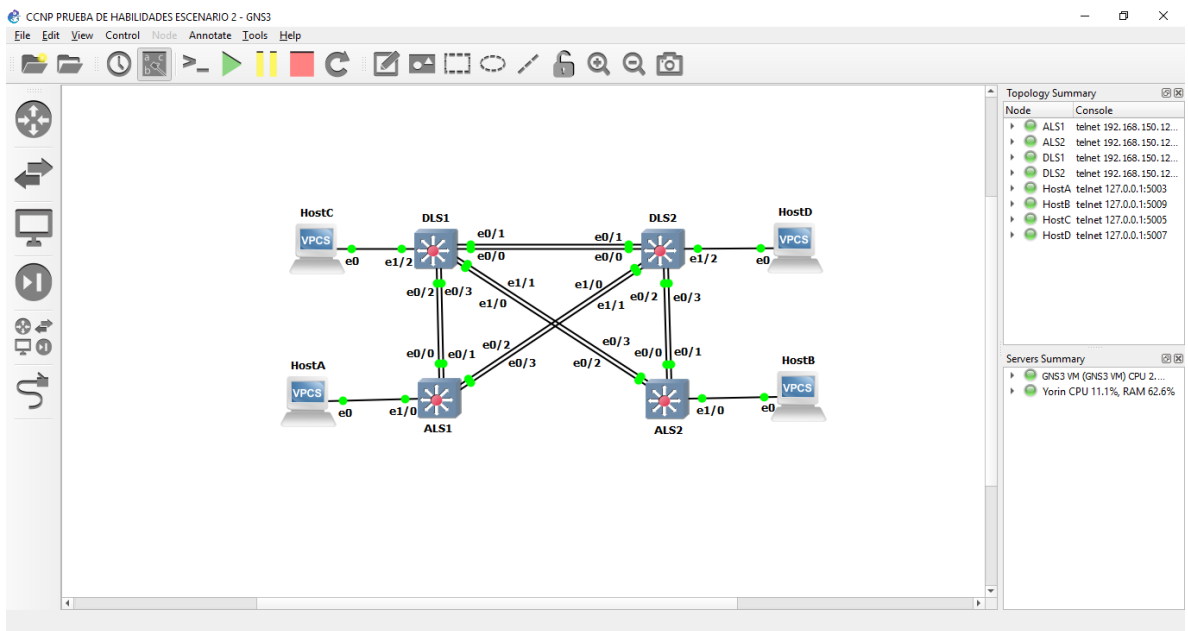 CCNP PRUEBA DE HABILIDADES ESCENARIO 2 - GNS3
File Edit View Control Node Annotate Tools Help
HostC
DLS1
DLS2
HostD
VPCS
e0
e1/2
e0/1
e0/0
e0/1
e0/0
e1/2
e0
VPCS
e0/2
e0/3
e1/1
e1/0
e1/0
e1/1
e0/2
e0/3
e0/0
e0/1
e0/2
e0/3
e0/3
e0/2
e0/0
e0/1
HostA
HostB
VPCS
e0
e1/0
ALS1
e1/0
e0
VPCS
ALS2
Topology Summary
Node Console
ALS1 telnet 192.168.150.12...
ALS2 telnet 192.168.150.12...
DLS1 telnet 192.168.150.12...
DLS2 telnet 192.168.150.12...
HostA telnet 127.0.0.1:5003
HostB telnet 127.0.0.1:5009
HostC telnet 127.0.0.1:5005
HostD telnet 127.0.0.1:5007
Servers Summary
GNS3 VM (GNS3 VM) CPU 2....
Yorin CPU 11.1%, RAM 62.6%